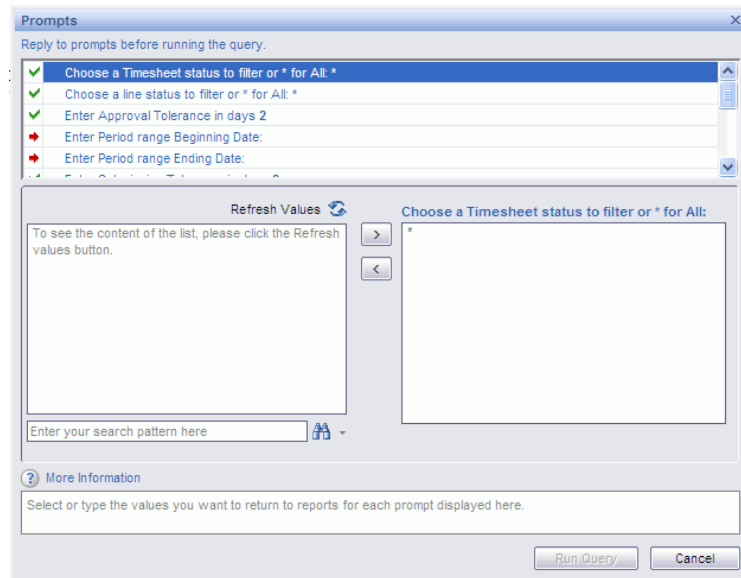 Prompts
Reply to prompts before running the query.
Choose a Timesheet status to filter or * for All: *
Choose a line status to filter or * for All: *
Enter Approval Tolerance in days 2
Enter Period range Beginning Date:
Enter Period range Ending Date:
Refresh Values
Choose a Timesheet status to filter or * for All:
To see the content of the list, please click the Refresh
values button.
>
*
<
Enter your search pattern here
More Information
Select or type the values you want to return to reports for each prompt displayed here.
Run Query
Cancel